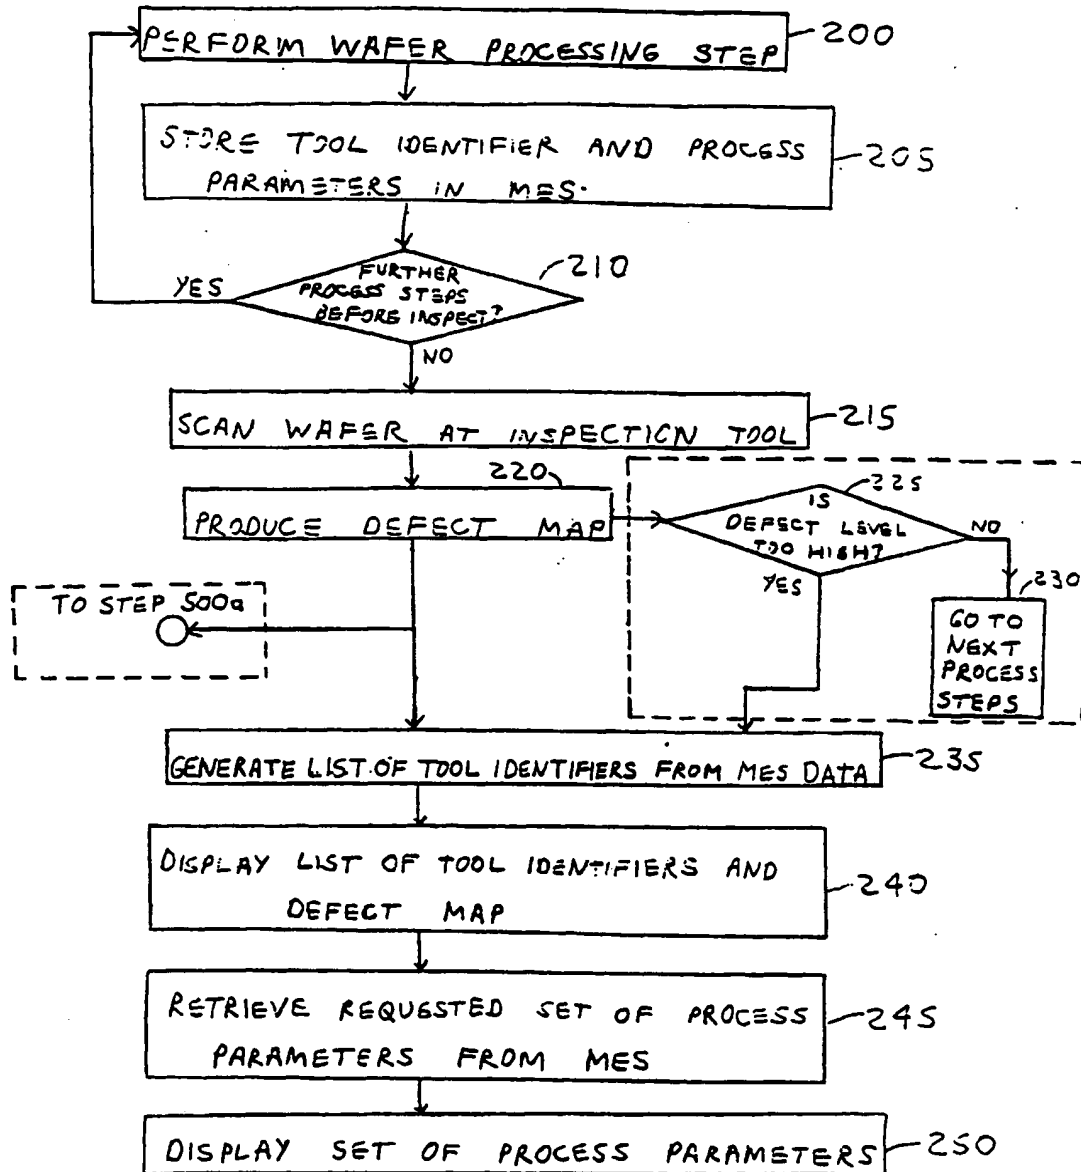 PERFORM WAFER PROCESSING STEP
200
STORE TOOL IDENTIFIER AND PROCESS
PARAMETERS IN MES.
205
FURTHER
PROCESS STEPS
BEFORE INSPECT?
210
YES
NO
SCAN WAFER AT INSPECTION TOOL
215
220
PRODUCE DEFECT MAP
225
IS
DEFECT LEVEL
TOO HIGH?
NO
YES
230
GO TO
NEXT
PROCESS
STEPS
TO STEP 500a
GENERATE LIST OF TOOL IDENTIFIERS FROM MES DATA
235
DISPLAY LIST OF TOOL IDENTIFIERS AND
DEFECT MAP
240
RETRIEVE REQUESTED SET OF PROCESS
PARAMETERS FROM MES
245
DISPLAY SET OF PROCESS PARAMETERS
250